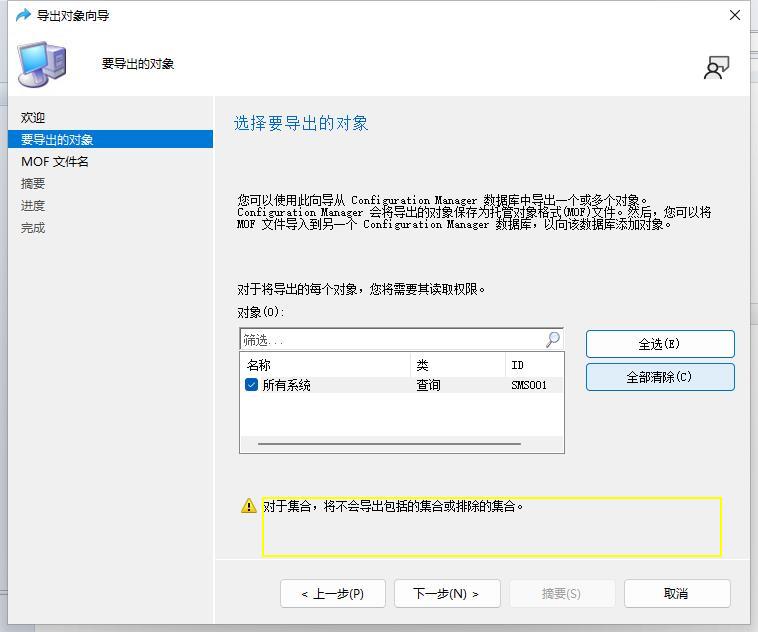 导出对象向导
要导出的对象
欢迎
要导出的对象
MOF 文件名
摘要
进度
完成
选择要导出的对象
您可以使用此向导从 Configuration Manager 数据库中导出一个或多个对象。
Configuration Manager 会将导出的对象保存为托管对象格式(MOF)文件。然后，您可以将
MOF 文件导入到另一个 Configuration Manager 数据库，以向该数据库添加对象。
对于将导出的每个对象，您将需要其读取权限。
对象(O):
筛选...
全选(E)
名称 类 ID
全部清除(C)
所有系统 查询 SMS001
对于集合，将不会导出包括的集合或排除的集合。
< 上一步(P) 下一步(N) > 摘要(S) 取消